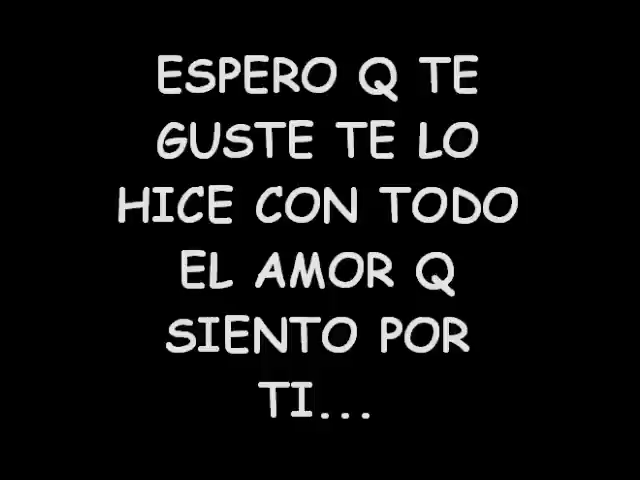 ESPERO Q TE
GUSTE TE LO
HICE CON TODO
EL AMOR Q
SIENTO POR
TI...